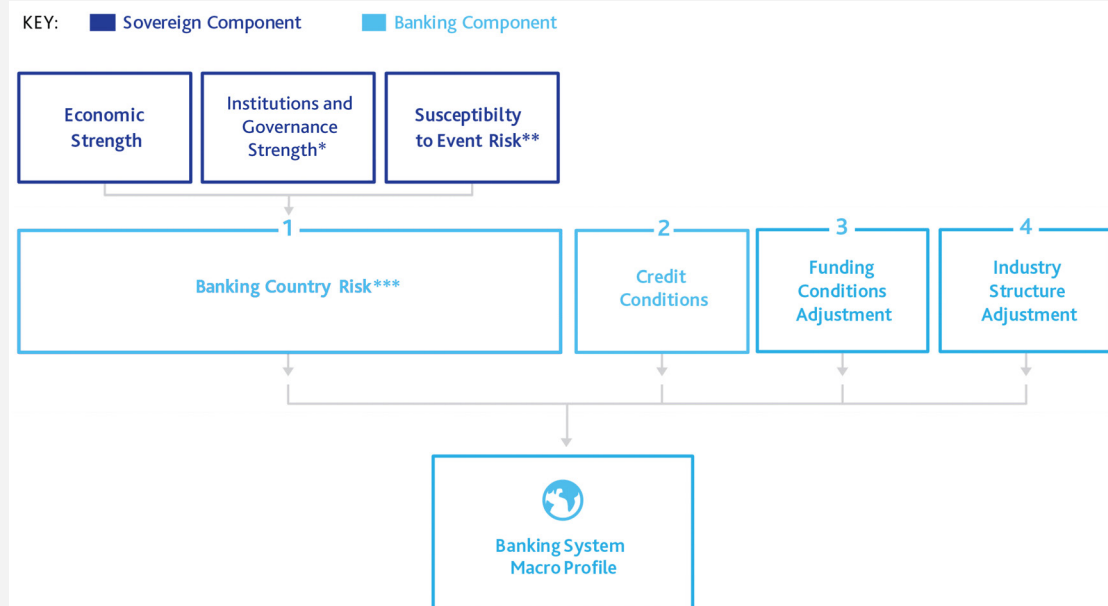 KEY: Sovereign Component Banking Component
Economic
Strength
Institutions and
Governance
Strength*
Susceptibilty
to Event Risk**
1
Banking Country Risk***
2
Credit
Conditions
3
Funding
Conditions
Adjustment
4
Industry
Structure
Adjustment
Banking System
Macro Profile